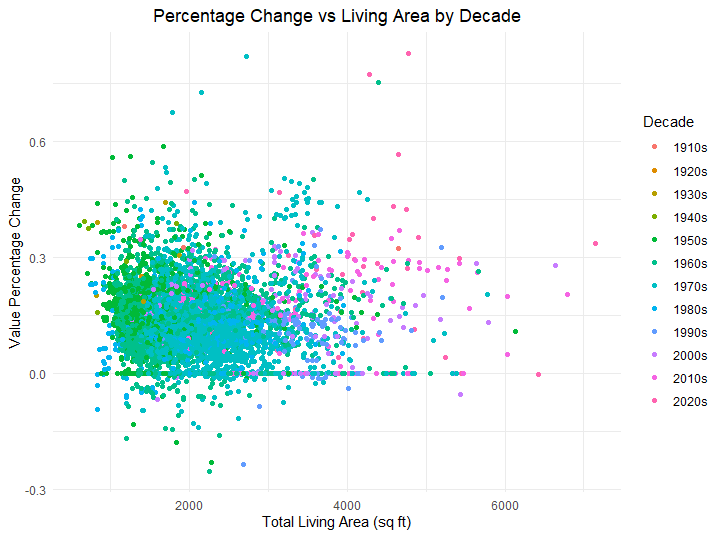 Percentage Change vs Living Area by Decade
Value Percentage Change
0.6
0.3
0.0
-0.3
2000
4000
6000
Total Living Area (sq ft)
Decade
1910s
1920s
1930s
1940s
1950s
1960s
1970s
1980s
1990s
2000s
2010s
2020s